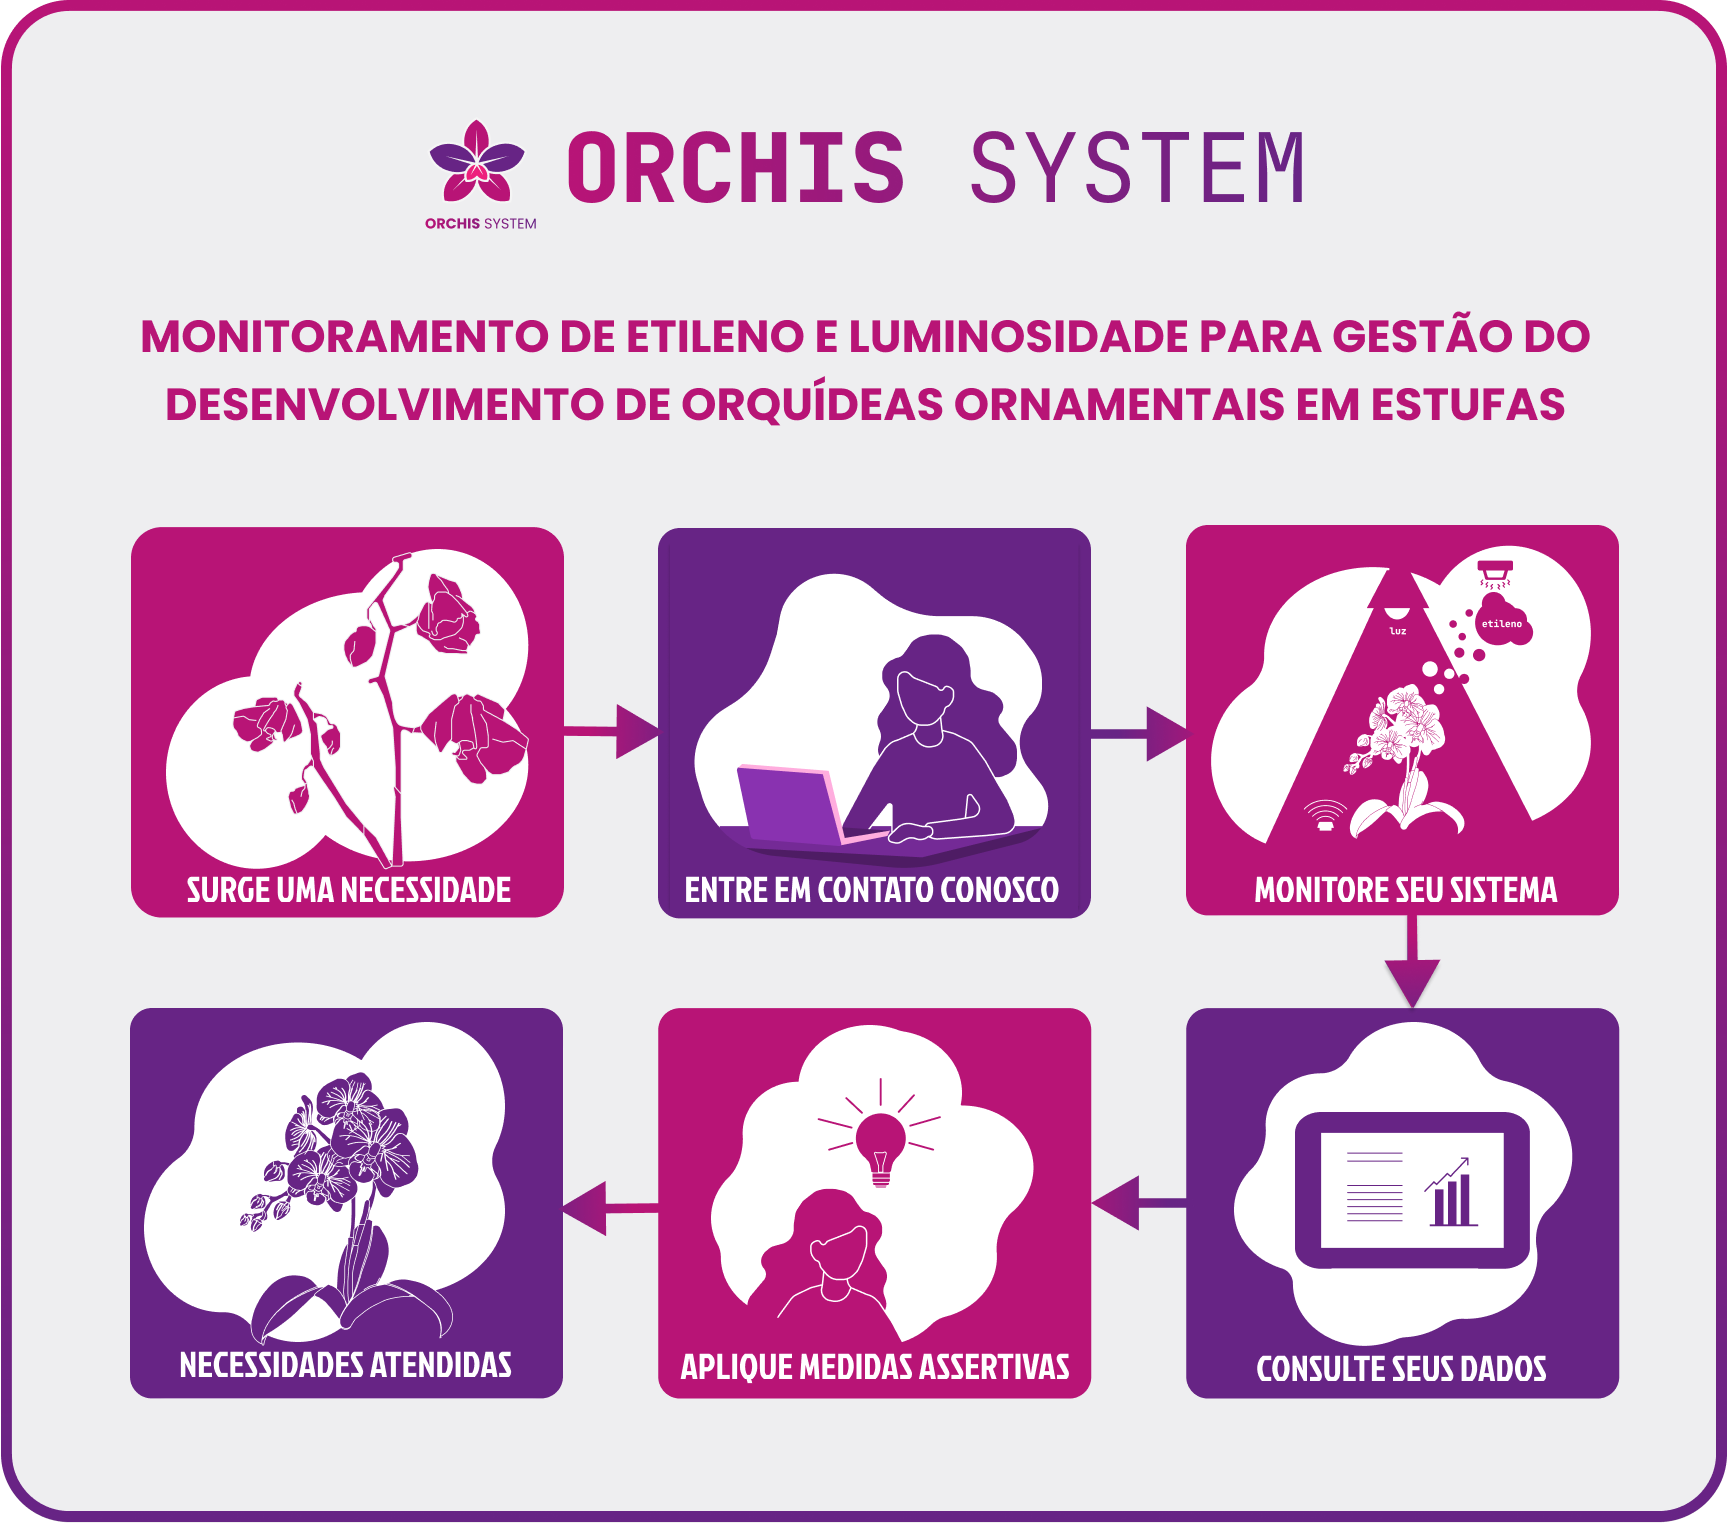 ORCHIS SYSTEM
ORCHIS SYSTEM
MONITORAMENTO DE ETILENO E LUMINOSIDADE PARA GESTÃO DO
DESENVOLVIMENTO DE ORQUÍDEAS ORNAMENTAIS EM ESTUFAS
SURGE UMA NECESSIDADE
ENTRE EM CONTATO CONOSCO
etileno
luz
MONITORE SEU SISTEMA
CONSULTE SEUS DADOS
APLIQUE MEDIDAS ASSERTIVAS
NECESSIDADES ATENDIDAS